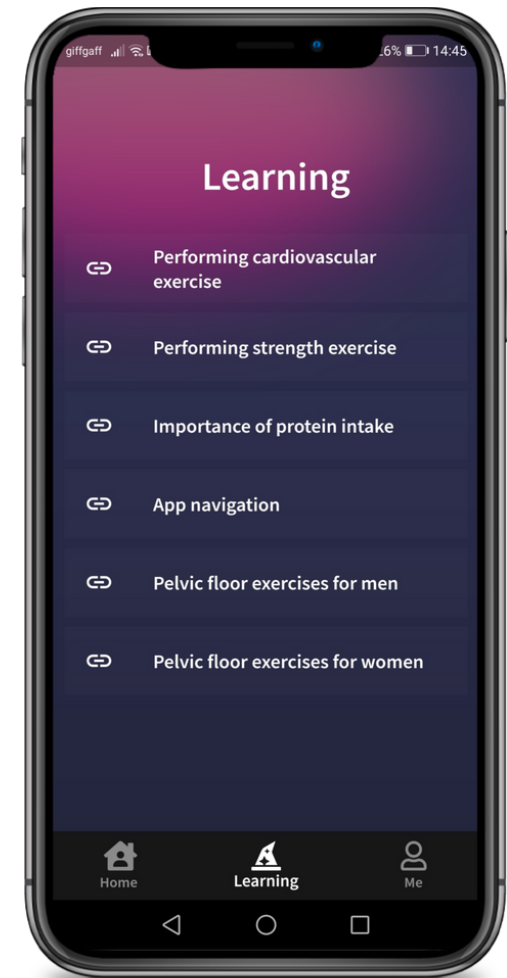 giffgaff
6% 14:45
Learning
Performing cardiovascular
exercise
Performing strength exercise
Importance of protein intake
App navigation
Pelvic floor exercises for men
Pelvic floor exercises for women
Home
Learning
Me